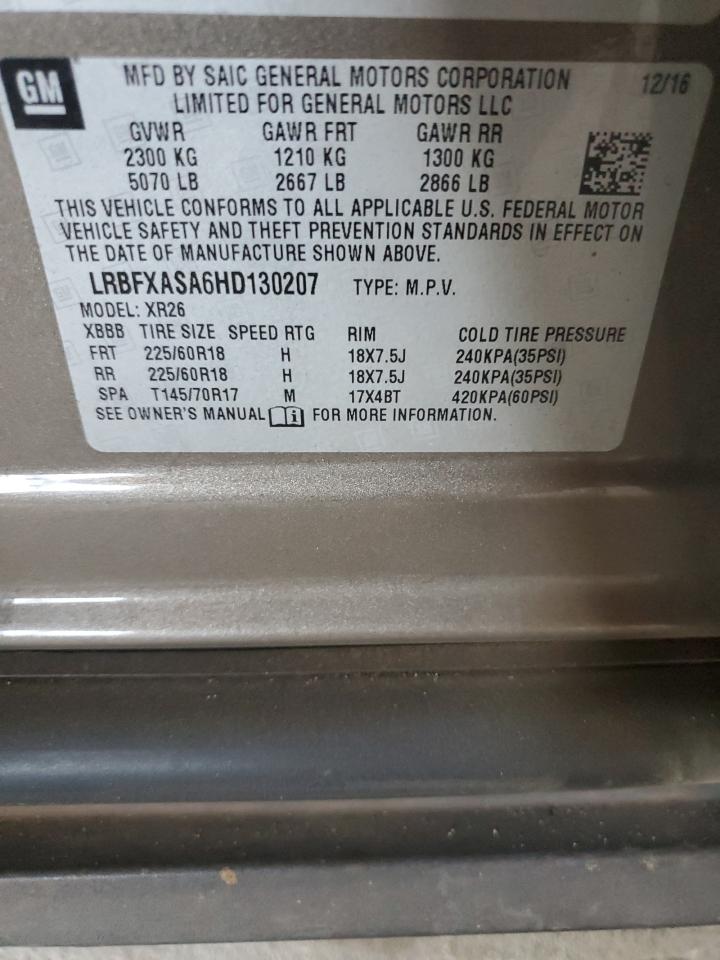 GM
MFD BY SAIC GENERAL MOTORS CORPORATION 12/16
LIMITED FOR GENERAL MOTORS LLC
GVWR GAWR FRT GAWR RR
2300 KG 1210 KG 1300 KG
5070 LB 2667 LB 2866 LB
THIS VEHICLE CONFORMS TO ALL APPLICABLE U.S. FEDERAL MOTOR
VEHICLE SAFETY AND THEFT PREVENTION STANDARDS IN EFFECT ON
THE DATE OF MANUFACTURE SHOWN ABOVE.
LRBFXASA6HD130207 TYPE: M.P.V.
MODEL: XR26
XBBB TIRE SIZE SPEED RTG RIM COLD TIRE PRESSURE
FRT 225/60R18 H 18X7.5J 240KPA(35PSI)
RR 225/60R18 H 18X7.5J 240KPA(35PSI)
SPA T145/70R17 M 17X4BT 420KPA(60PSI)
SEE OWNER'S MANUAL FOR MORE INFORMATION.